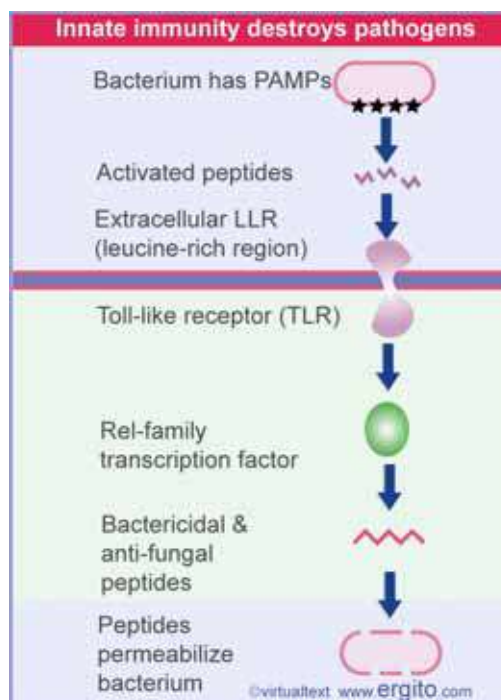 Innate immunity destroys pathogens
Bacterium has PAMPs
Activated peptides
Extracellular LLR
(leucine-rich region)
Toll-like receptor (TLR)
Rel-family
transcription factor
Bactericidal &
anti-fungal
peptides
Peptides
permeabilize
bacterium
©virtualtext www.ergito.com